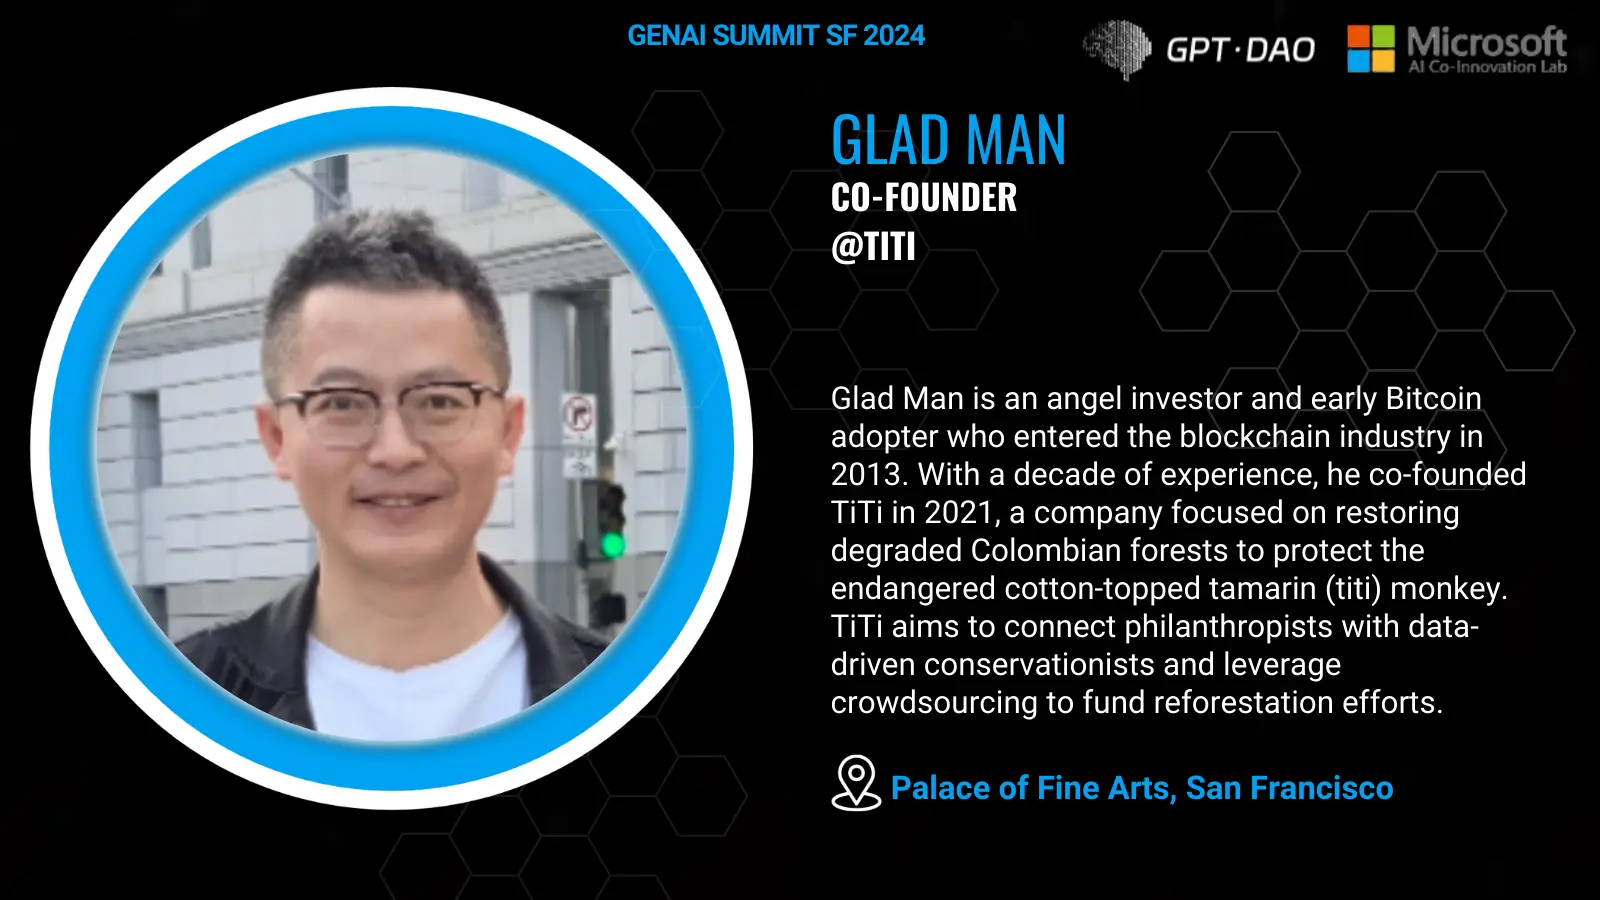 GENAI SUMMIT SF 2024
GPT·DAO
Microsoft
AI Co-Innovation Lab
GLAD MAN
CO-FOUNDER
@TITI
Glad Man is an angel investor and early Bitcoin
adopter who entered the blockchain industry in
2013. With a decade of experience, he co-founded
TiTi in 2021, a company focused on restoring
degraded Colombian forests to protect the
endangered cotton-topped tamarin (titi) monkey.
TiTi aims to connect philanthropists with data-
driven conservationists and leverage
crowdsourcing to fund reforestation efforts.
Palace of Fine Arts, San Francisco